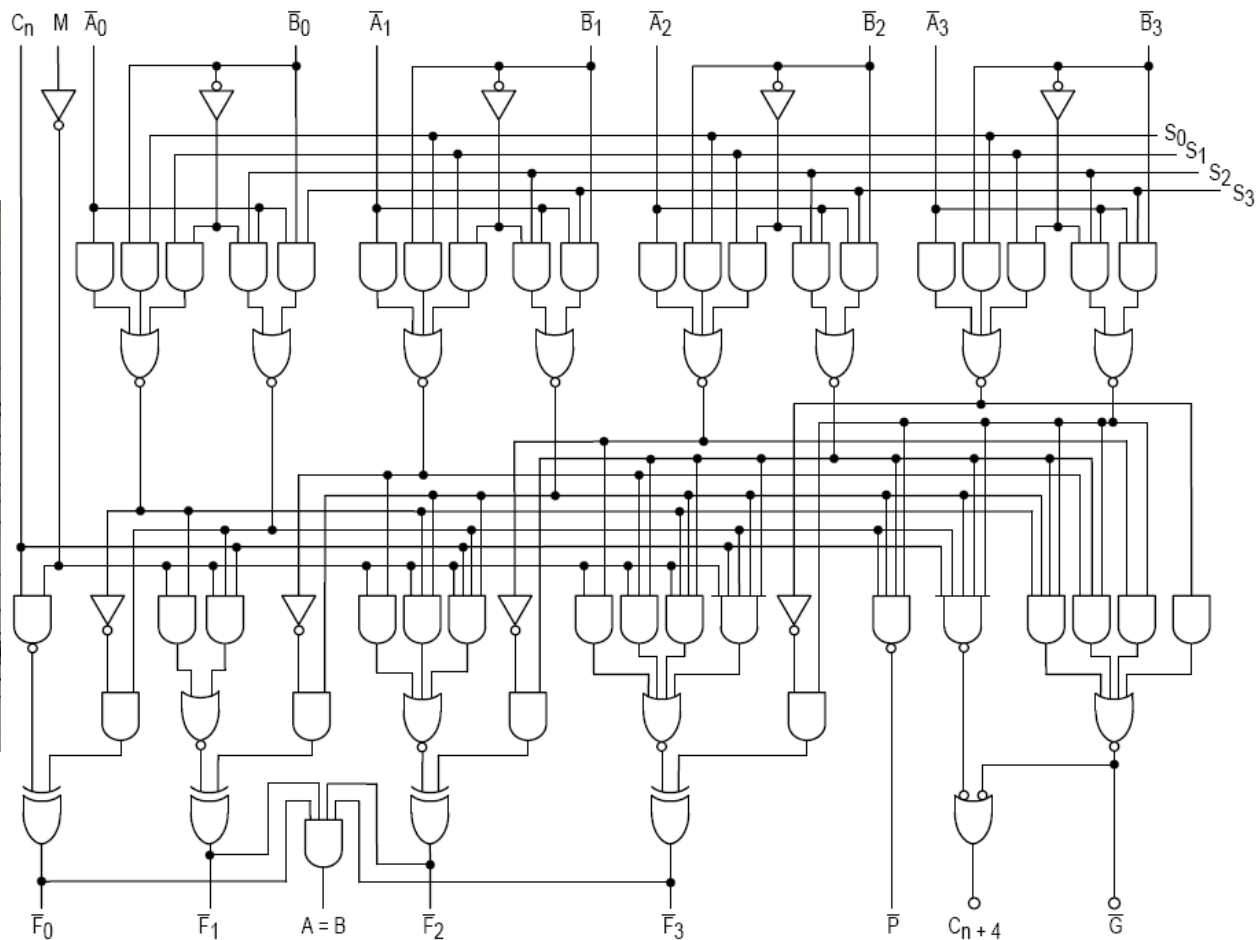 Cₙ M A̅₀ B̅₀ A̅₁ B̅₁ A̅₂ B̅₂ A̅₃ B̅₃
S₀
S₁
S₂
S₃
F̅₀ F̅₁ A = B F̅₂ F̅₃ P̅ Cₙ ₊ ₄ G̅